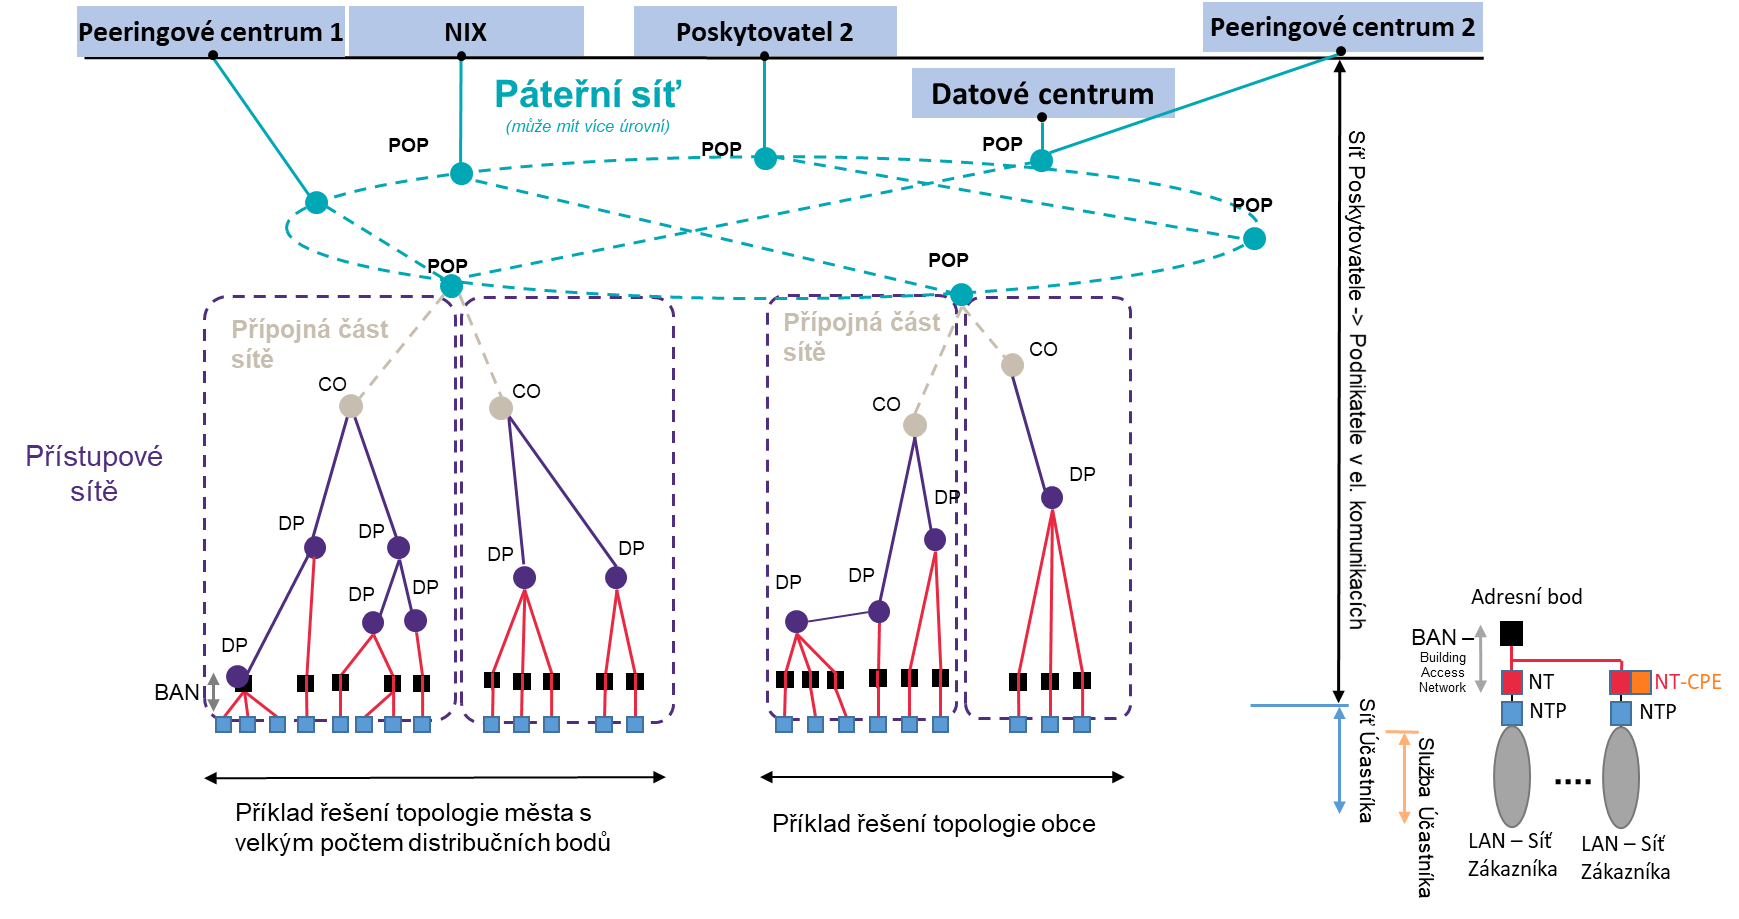 Peeringové centrum 1
NIX
Poskytovatel 2
Peeringové centrum 2
Páteřní síť
(může mít více úrovní)
Datové centrum
POP
POP
POP
POP
POP
POP
Přípojná část
sítě
Přípojná část
sítě
CO
CO
CO
CO
Přístupové
sítě
DP
DP
DP
DP
DP
DP
DP
DP
DP
DP
DP
BAN
Příklad řešení topologie města s
velkým počtem distribučních bodů
Příklad řešení topologie obce
Síť Poskytovatele -> Podnikatele v el. komunikacích
Síť Účastníka
Služba Účastníka
Adresní bod
BAN –
Building
Access
Network
NT
NT-CPE
NTP
NTP
LAN – Síť
Zákazníka
LAN – Síť
Zákazníka